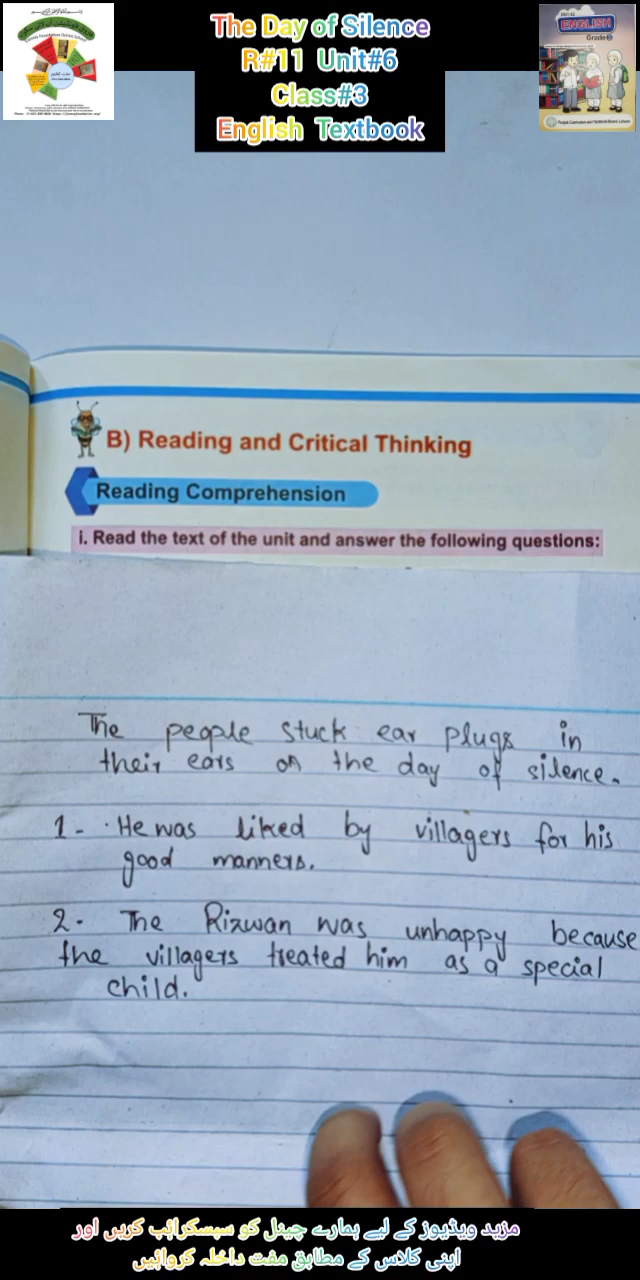 The Day of Silence
R#11 Unit#6
Class#3
English Textbook
ENGLISH
Grade 3
B) Reading and Critical Thinking
Reading Comprehension
i. Read the text of the unit and answer the following questions:
The people stuck ear plugs in
their ears on the day of silence.
1- He was liked by villagers for his
good manners.
2- The Rizwan was unhappy because
the villagers treated him as a special
child.
مزید ویڈیوز کے لیے ہمارے چینل کو سبسکرائب کریں اور
اپنی کلاس کے مطابق مفت داخلہ کروائیں